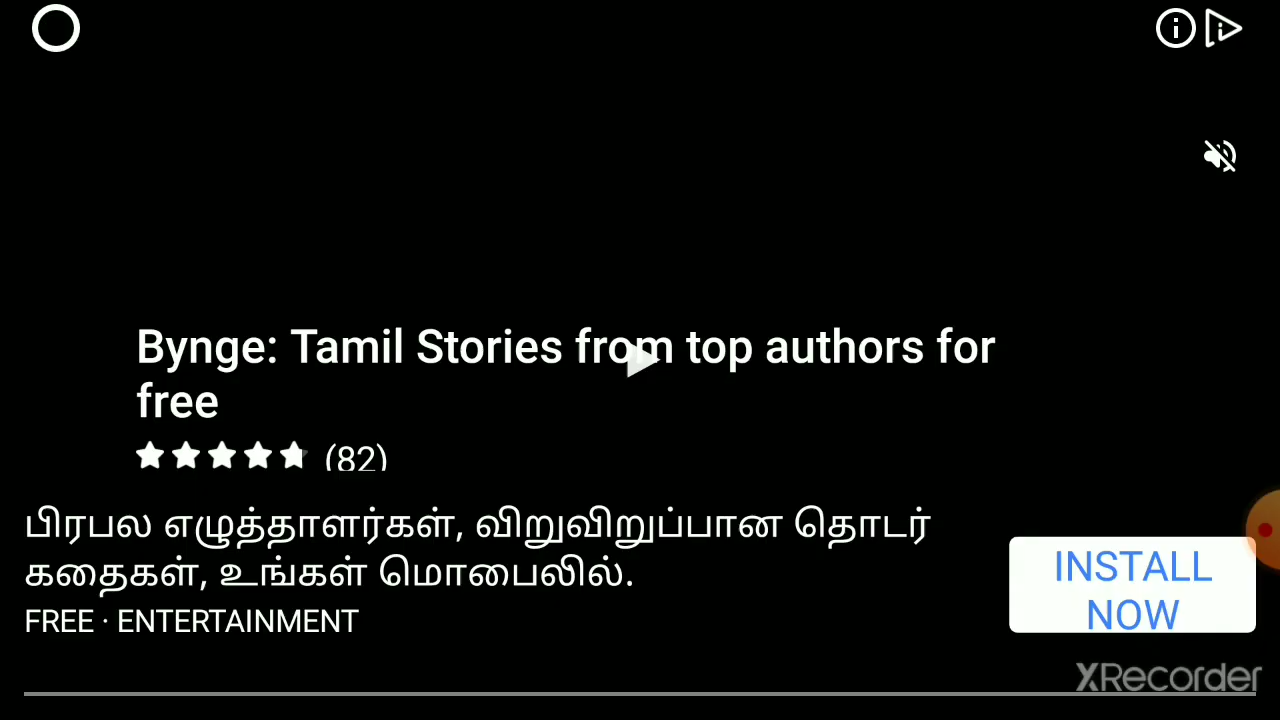 Bynge: Tamil Stories from top authors for
free
(82)
பிரபல எழுத்தாளர்கள், விறுவிறுப்பான தொடர்
கதைகள், உங்கள் மொபைலில்.
FREE · ENTERTAINMENT
INSTALL
NOW
XRecorder